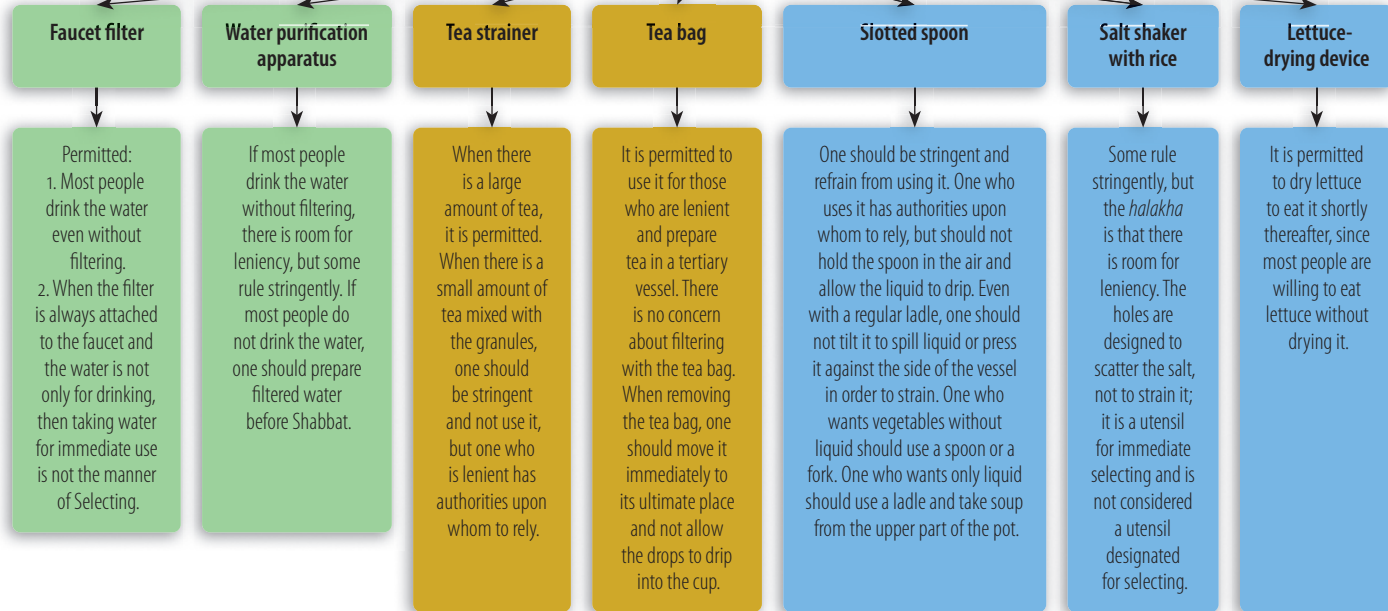 Faucet filter
Permitted:
1. Most people
drink the water
even without
filtering.
2. When the filter
is always attached
to the faucet and
the water is not
only for drinking,
then taking water
for immediate use
is not the manner
of Selecting.
Water purification
apparatus
If most people
drink the water
without filtering,
there is room for
leniency, but some
rule stringently. If
most people do
not drink the water,
one should prepare
filtered water
before Shabbat.
Tea strainer
When there
is a large
amount of tea,
it is permitted.
When there is a
small amount of
tea mixed with
the granules,
one should
be stringent
and not use it,
but one who
is lenient has
authorities upon
whom to rely.
Tea bag
It is permitted to
use it for those
who are lenient
and prepare
tea in a tertiary
vessel. There
is no concern
about filtering
with the tea bag.
When removing
the tea bag, one
should move it
immediately to
its ultimate place
and not allow
the drops to drip
into the cup.
Slotted spoon
One should be stringent and
refrain from using it. One who
uses it has authorities upon
whom to rely, but should not
hold the spoon in the air and
allow the liquid to drip. Even
with a regular ladle, one should
not tilt it to spill liquid or press
it against the side of the vessel
in order to strain. One who
wants vegetables without
liquid should use a spoon or a
fork. One who wants only liquid
should use a ladle and take soup
from the upper part of the pot.
Salt shaker
with rice
Some rule
stringently, but
the halakha
is that there
is room for
leniency. The
holes are
designed to
scatter the salt,
not to strain it;
it is a utensil
for immediate
selecting and is
not considered
a utensil
designated
for selecting.
Lettuce-
drying device
It is permitted
to dry lettuce
to eat it shortly
thereafter, since
most people are
willing to eat
lettuce without
drying it.